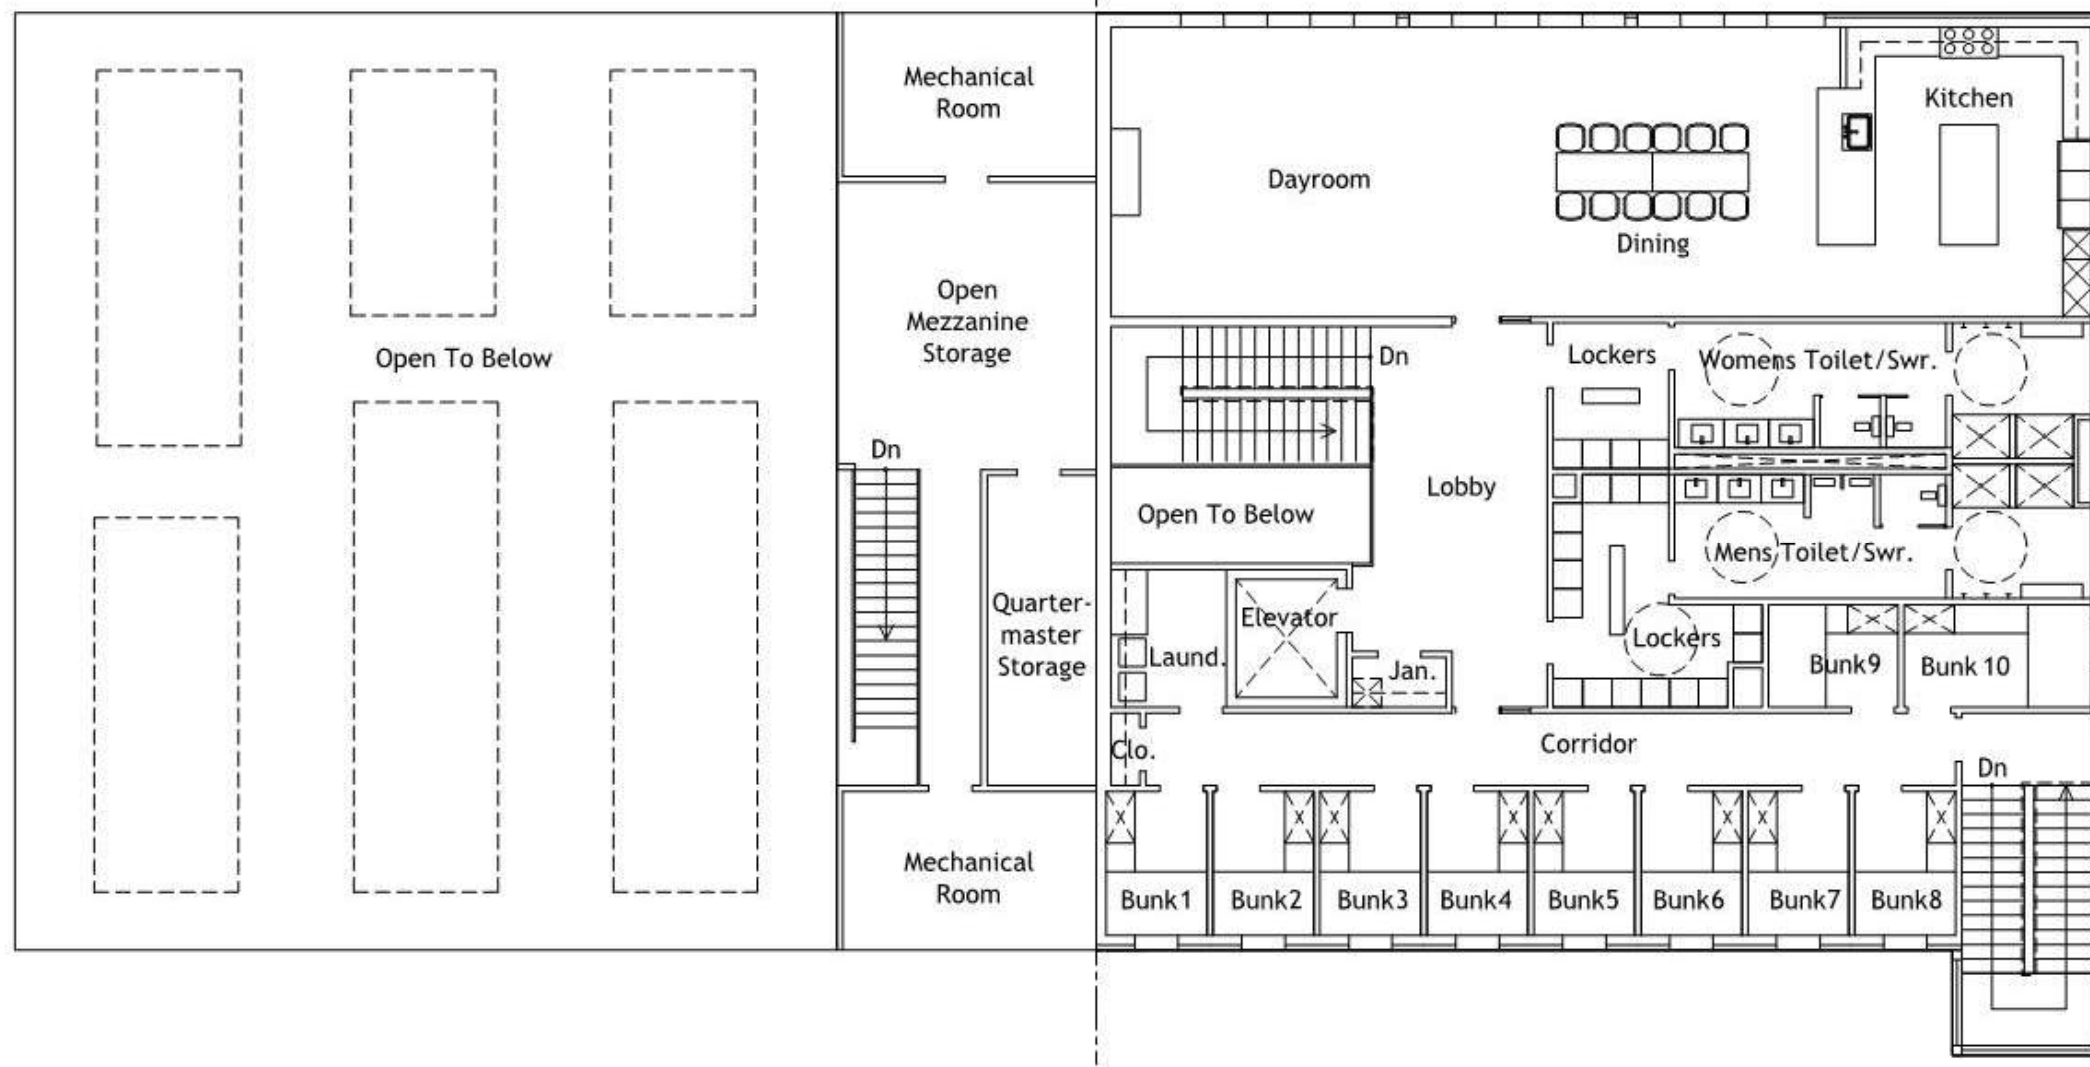 Mechanical
Room
Kitchen
Dayroom
Dining
Open
Mezzanine
Storage
Open To Below
Dn
Lockers
Womens Toilet/Swr.
Dn
Lobby
Open To Below
Mens Toilet/Swr.
Quarter-
master
Storage
Elevator
Laund.
Jan.
Lockers
Bunk9
Bunk 10
Clo.
Corridor
Dn
Mechanical
Room
Bunk1
Bunk2
Bunk3
Bunk4
Bunk5
Bunk6
Bunk7
Bunk8